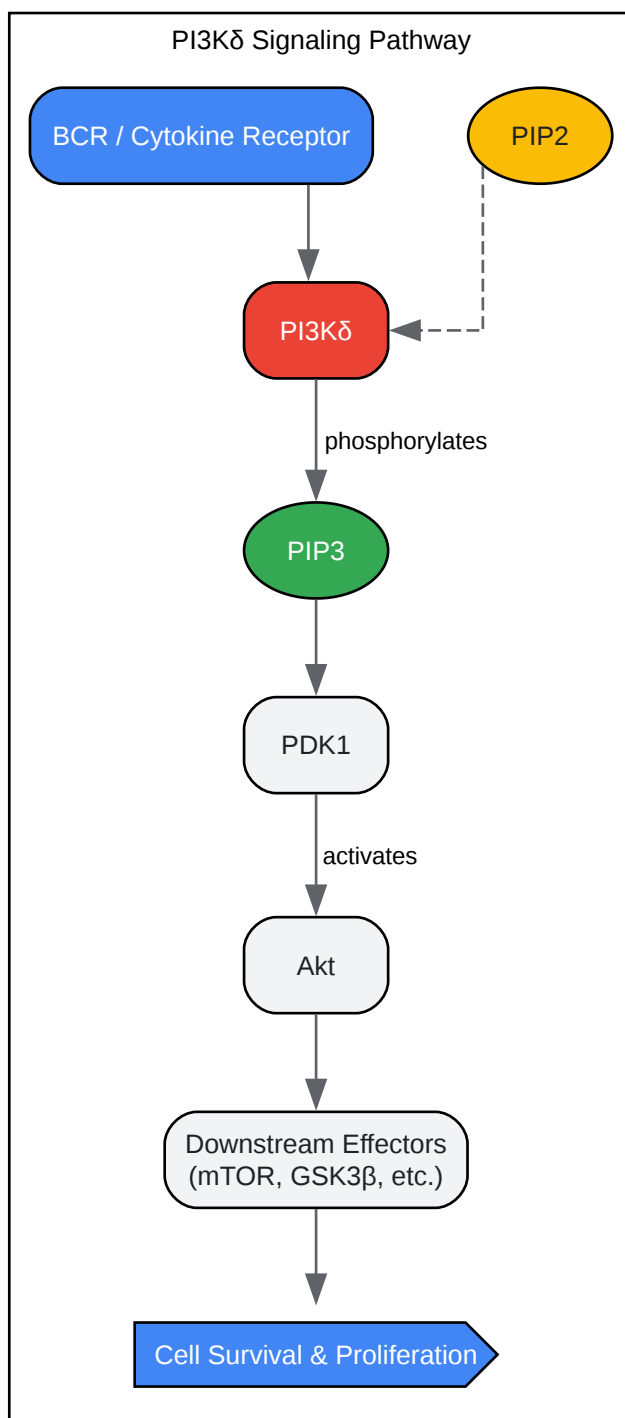 PI3Kδ Signaling Pathway
BCR / Cytokine Receptor
PIP2
PI3Kδ
phosphorylates
PIP3
PDK1
activates
Akt
Downstream Effectors
(mTOR, GSK3β, etc.)
Cell Survival & Proliferation